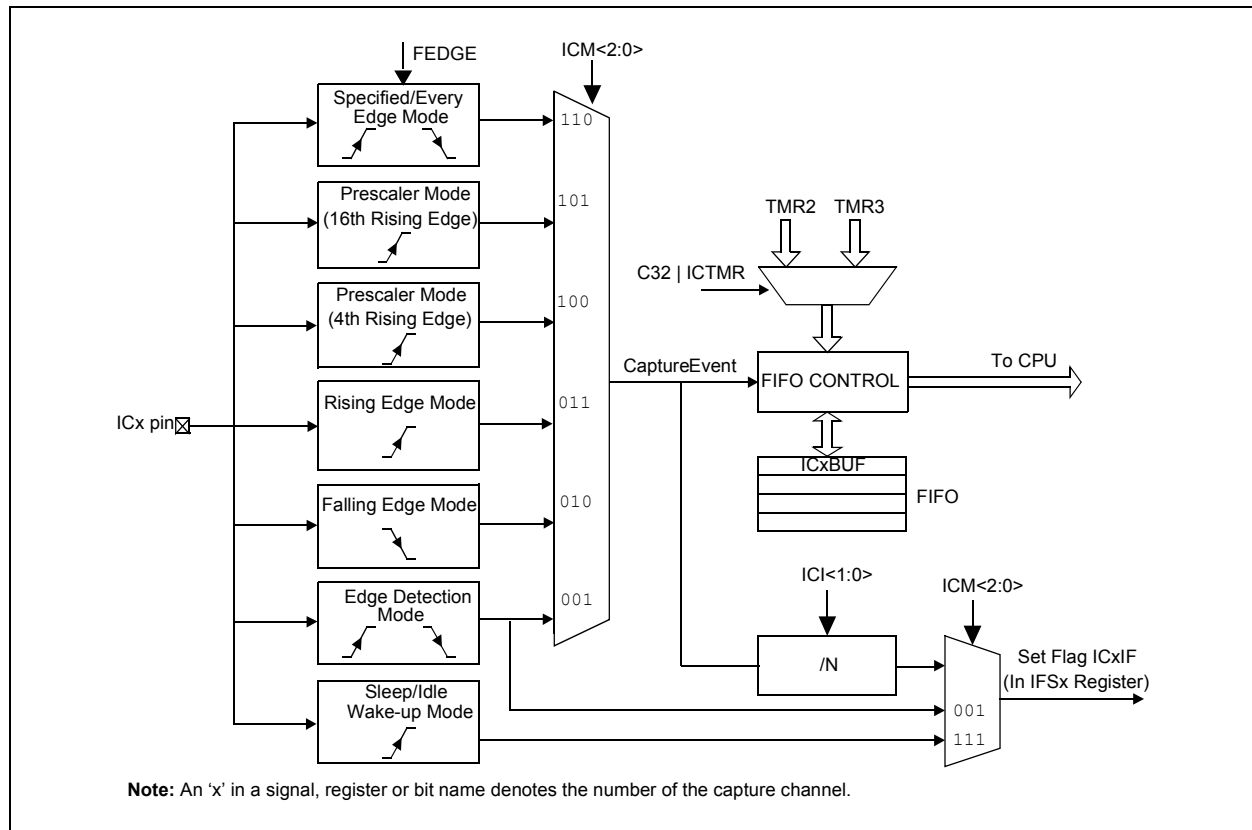 FEDGE
ICM<2:0>
Specified/Every
Edge Mode
110
Prescaler Mode
(16th Rising Edge)
101
TMR2
TMR3
C32 | ICTMR
Prescaler Mode
(4th Rising Edge)
100
CaptureEvent
FIFO CONTROL
To CPU
ICx pin
Rising Edge Mode
011
ICxBUF
FIFO
Falling Edge Mode
010
ICI<1:0>
ICM<2:0>
Edge Detection
Mode
001
/N
Set Flag ICxIF
(In IFSx Register)
Sleep/Idle
Wake-up Mode
001
111
Note: An ‘x’ in a signal, register or bit name denotes the number of the capture channel.